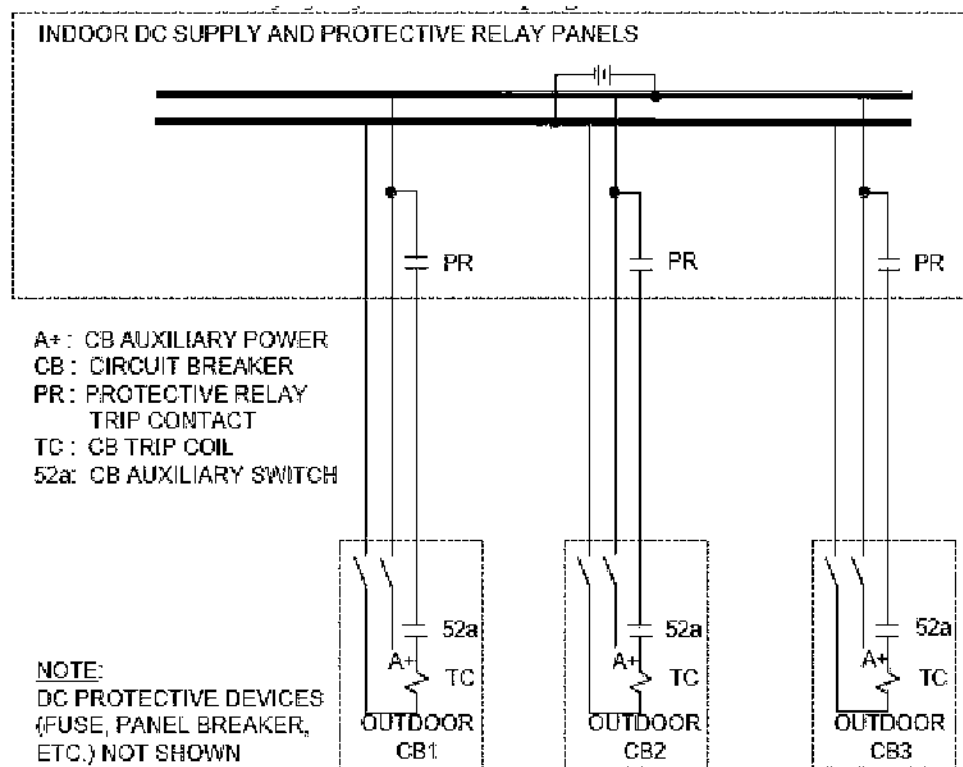 INDOOR DC SUPPLY AND PROTECTIVE RELAY PANELS
PR
PR
PR
A+ : CB AUXILIARY POWER
CB : CIRCUIT BREAKER
PR : PROTECTIVE RELAY
TRIP CONTACT
TC : CB TRIP COIL
52a: CB AUXILIARY SWITCH
52a
52a
52a
A+
A+
A+
TC
TC
TC
NOTE:
DC PROTECTIVE DEVICES
(FUSE, PANEL BREAKER,
ETC.) NOT SHOWN
OUTDOOR
CB1
OUTDOOR
CB2
OUTDOOR
CB3